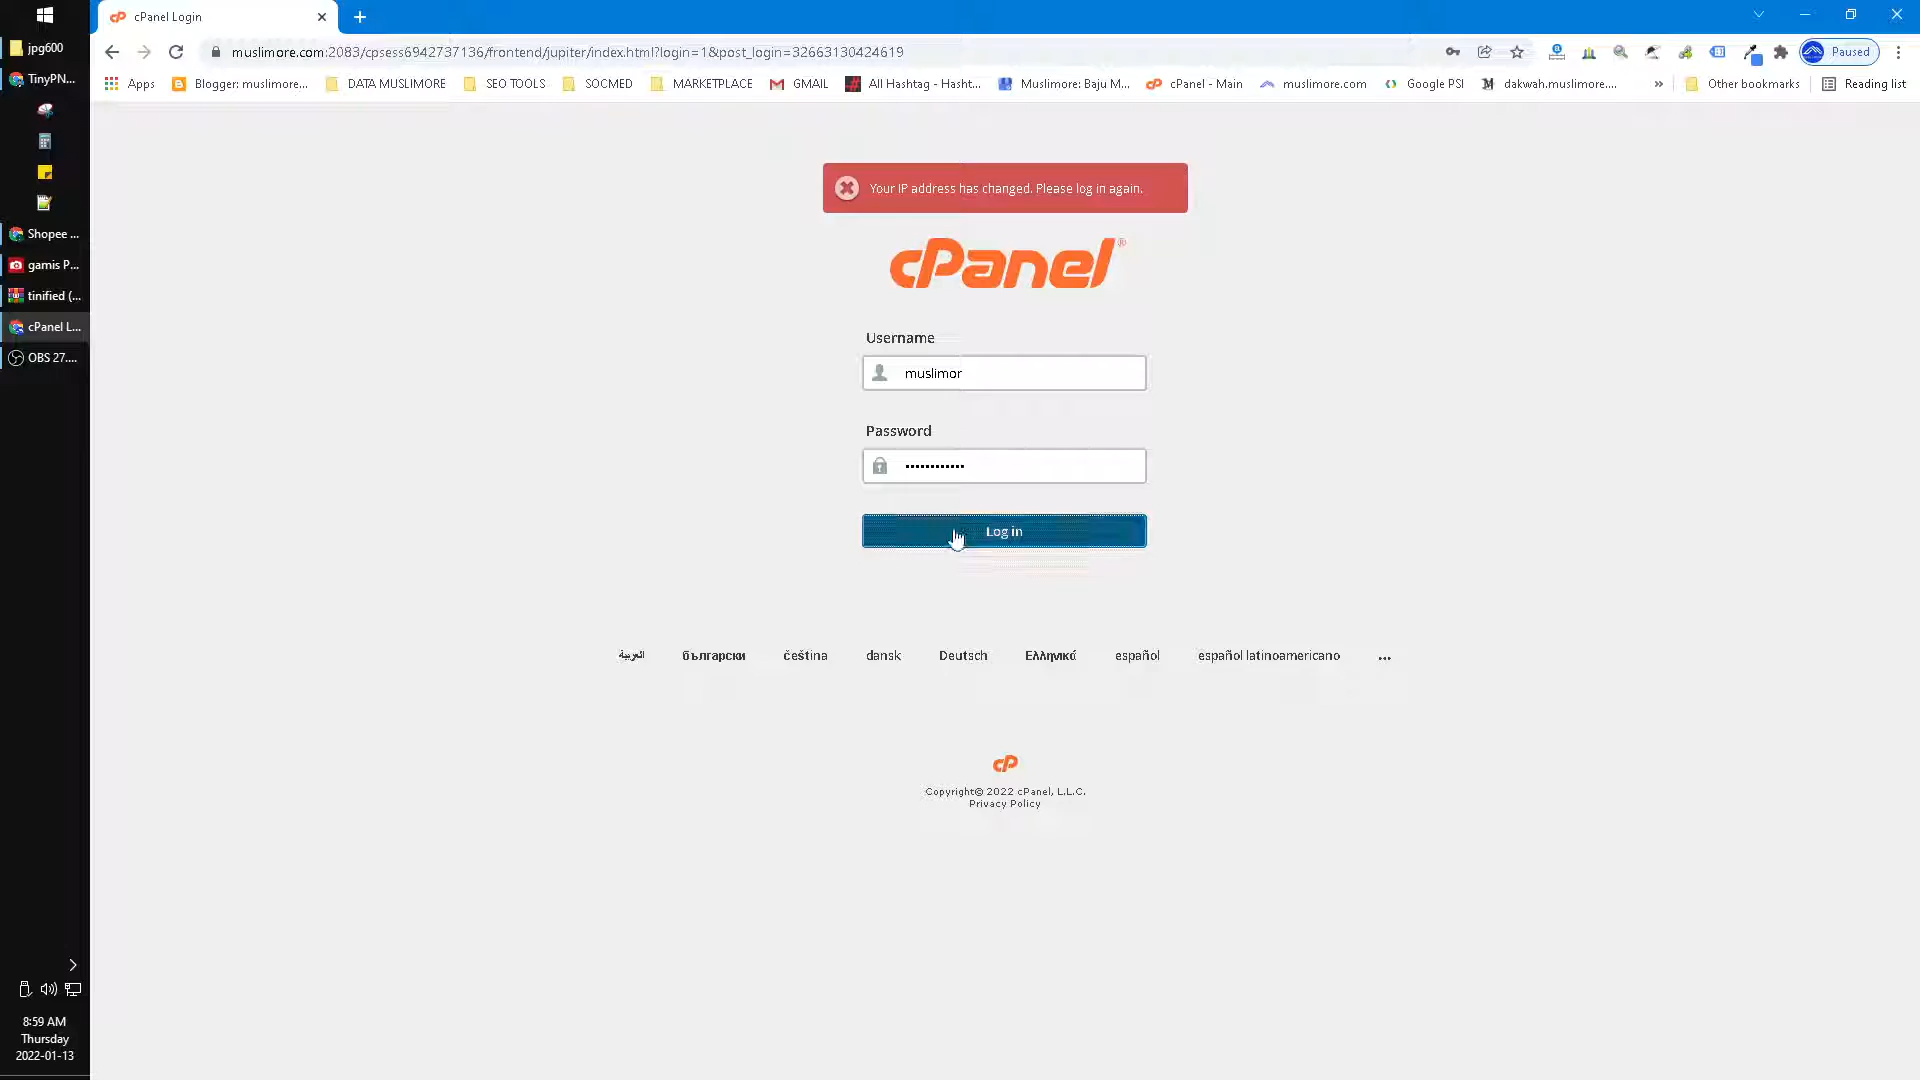 cPanel Login
jpg600
muslimore.com:2083/cpsess6942737136/frontend/jupiter/index.html?login=1&post_login=32663130424619
Paused
TinyPN...
Apps
Blogger: muslimore...
DATA MUSLIMORE
SEO TOOLS
SOCMED
MARKETPLACE
GMAIL
All Hashtag - Hasht...
Muslimore: Baju M...
cPanel - Main
muslimore.com
Google PSI
dakwah.muslimore....
Other bookmarks
Reading list
Your IP address has changed. Please log in again.
Shopee ...
gamis P...
tinified (...
cPanel L...
OBS 27....
cPanel®
Username
muslimor
Password
Log in
العربية
български
čeština
dansk
Deutsch
Ελληνικά
español
español latinoamericano
...
cP
Copyright© 2022 cPanel, L.L.C.
Privacy Policy
8:59 AM
Thursday
2022-01-13